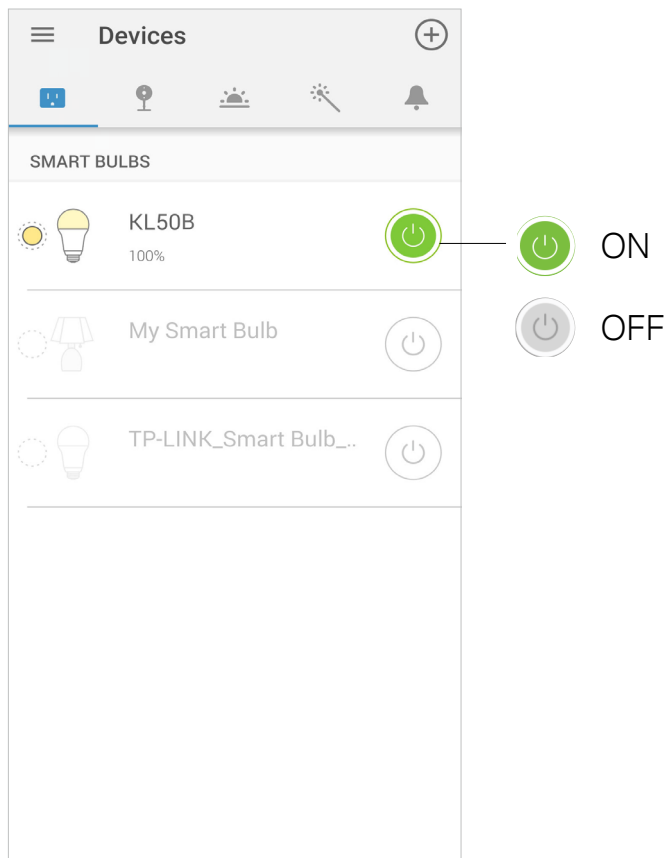 Devices
SMART BULBS
KL50B
100%
ON
My Smart Bulb
OFF
TP-LINK_Smart Bulb_..